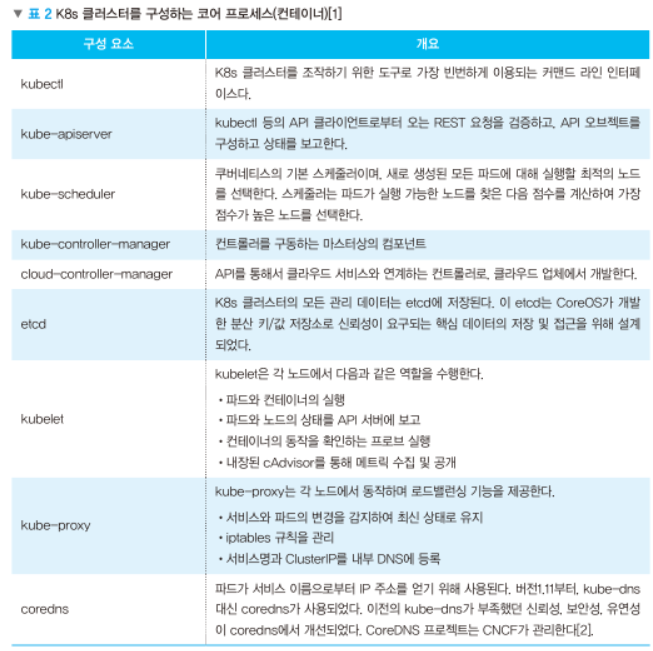 ▼ 표 2 K8s 클러스터를 구성하는 코어 프로세스(컨테이너)[1]
구성 요소
개요
kubectl
K8s 클러스터를 조작하기 위한 도구로 가장 빈번하게 이용되는 커맨드 라인 인터페
이스다.
kube-apiserver
kubectl 등의 API 클라이언트로부터 오는 REST 요청을 검증하고, API 오브젝트를
구성하고 상태를 보고한다.
kube-scheduler
쿠버네티스의 기본 스케줄러이며, 새로 생성된 모든 파드에 대해 실행할 최적의 노드
를 선택한다. 스케줄러는 파드가 실행 가능한 노드를 찾은 다음 점수를 계산하여 가장
점수가 높은 노드를 선택한다.
kube-controller-manager
컨트롤러를 구동하는 마스터상의 컴포넌트
cloud-controller-manager
API를 통해서 클라우드 서비스와 연계하는 컨트롤러로, 클라우드 업체에서 개발한다.
etcd
K8s 클러스터의 모든 관리 데이터는 etcd에 저장된다. 이 etcd는 CoreOS가 개발
한 분산 키/값 저장소로 신뢰성이 요구되는 핵심 데이터의 저장 및 접근을 위해 설계
되었다.
kubelet
kubelet은 각 노드에서 다음과 같은 역할을 수행한다.
• 파드와 컨테이너의 실행
• 파드와 노드의 상태를 API 서버에 보고
• 컨테이너의 동작을 확인하는 프로브 실행
• 내장된 cAdvisor를 통해 메트릭 수집 및 공개
kube-proxy
kube-proxy는 각 노드에서 동작하며 로드밸런싱 기능을 제공한다.
• 서비스와 파드의 변경을 감지하여 최신 상태로 유지
• iptables 규칙을 관리
• 서비스명과 ClusterIP를 내부 DNS에 등록
coredns
파드가 서비스 이름으로부터 IP 주소를 얻기 위해 사용된다. 버전1.11부터, kube-dns
대신 coredns가 사용되었다. 이전의 kube-dns가 부족했던 신뢰성, 보안성, 유연성
이 coredns에서 개선되었다. CoreDNS 프로젝트는 CNCF가 관리한다[2].